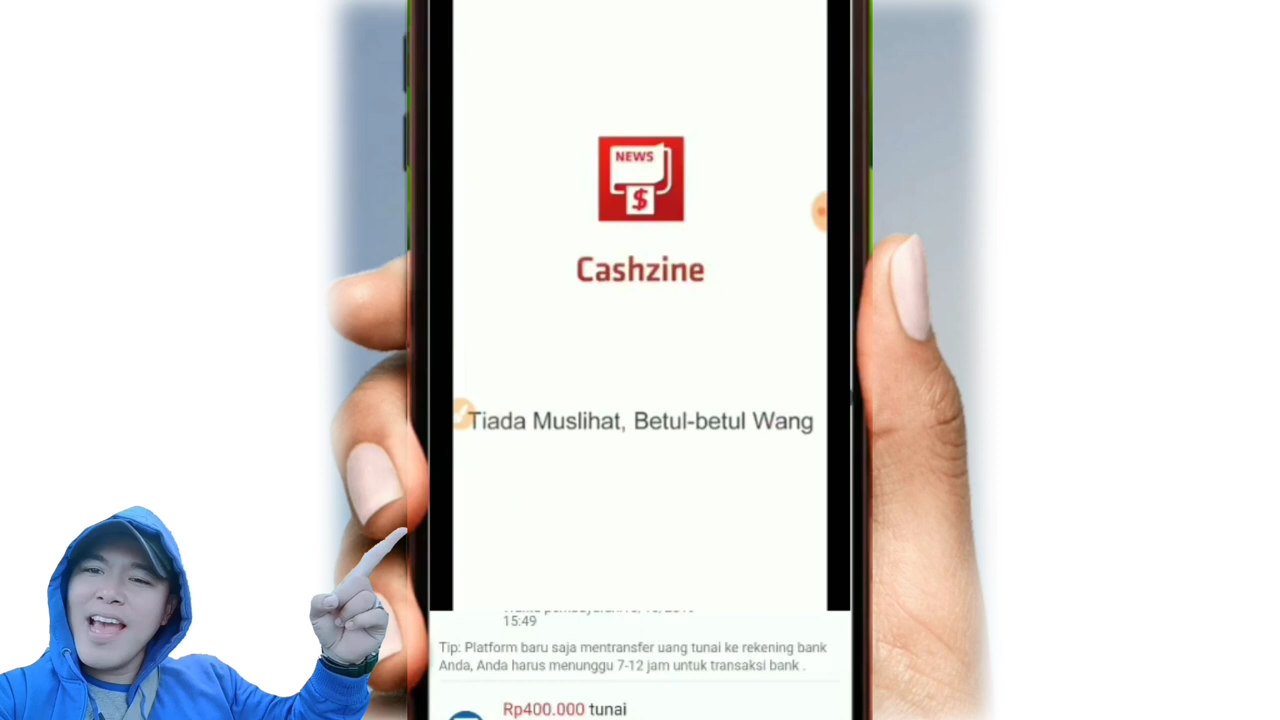 NEWS
$
Cashzine
Tiada Muslihat, Betul-betul Wang
15:49
Tip: Platform baru saja mentransfer uang tunai ke rekening bank
Anda, Anda harus menunggu 7-12 jam untuk transaksi bank .
Rp400.000 tunai